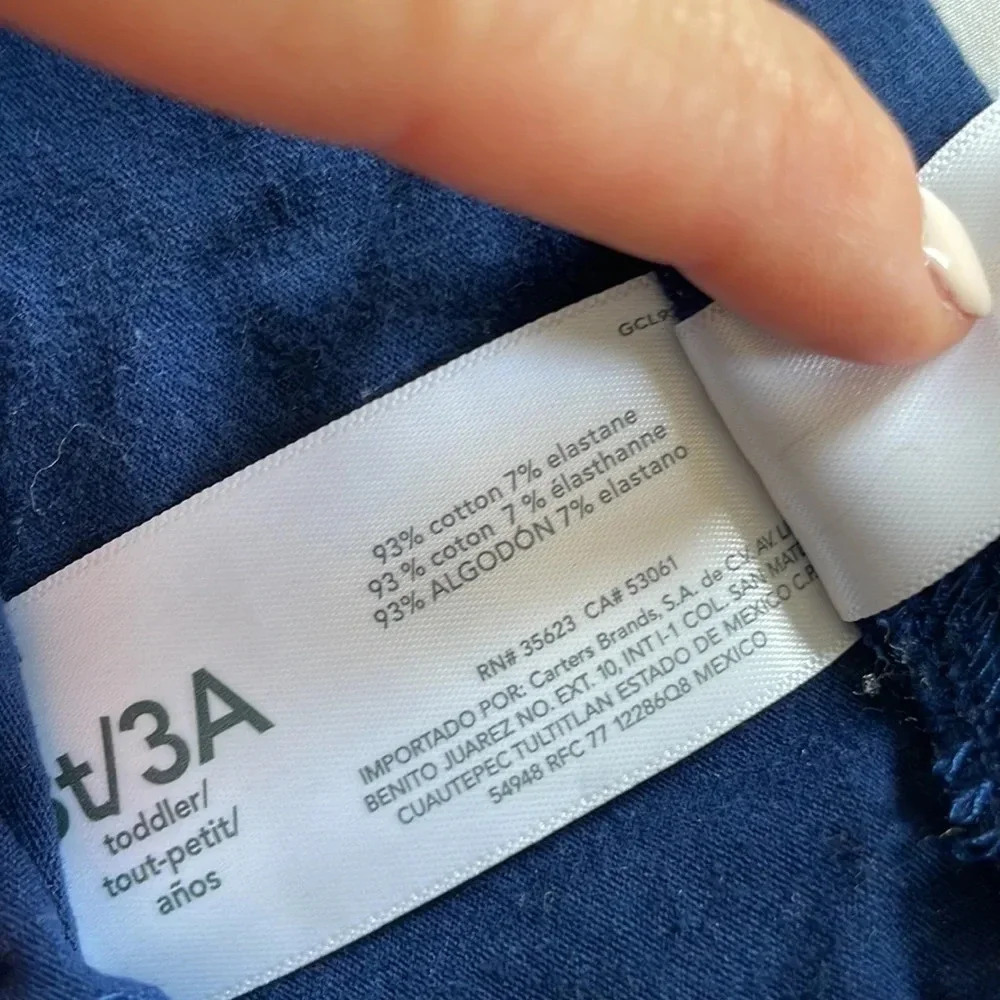 93% cotton 7% elastane
93% coton 7% élasthanne
93% ALGODÓN 7% elastano
RN# 35623 CA# 53061
IMPORTADO POR: Carters Brands, S.A. de C.V. AV.
BENITO JUAREZ NO. EXT. 10, INT I-1 COL. SAN
CUAUTEPEC TULTITLAN ESTADO DE MEXICO
54948 RFC 77 12286Q8 MEXICO
t/3A
toddler/
tout-petit/
años